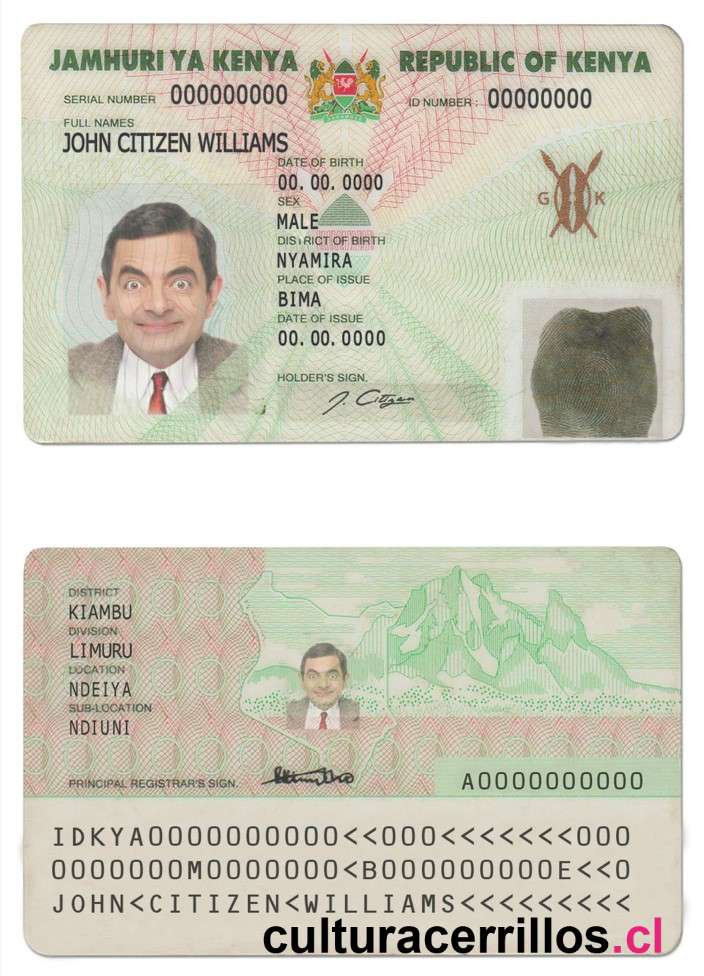 JAMHURI YA KENYA REPUBLIC OF KENYA
SERIAL NUMBER 000000000 ID NUMBER: 00000000
FULL NAMES
JOHN CITIZEN WILLIAMS
DATE OF BIRTH
00. 00. 0000
SEX
MALE
DISTRICT OF BIRTH
NYAMIRA
PLACE OF ISSUE
BIMA
DATE OF ISSUE
00. 00. 0000
HOLDER'S SIGN.
J. Citizen
G K
DISTRICT
KIAMBU
DIVISION
LIMURU
LOCATION
NDEIYA
SUB-LOCATION
NDIUNI
PRINCIPAL REGISTRAR'S SIGN.
A0000000000
IDKYA0000000000<<000<<<<<<<000
0000000M0000000<B000000000E<<0
JOHN<CITIZEN<WILLIAMS<<<<<<<<<
culturacerrillos.cl